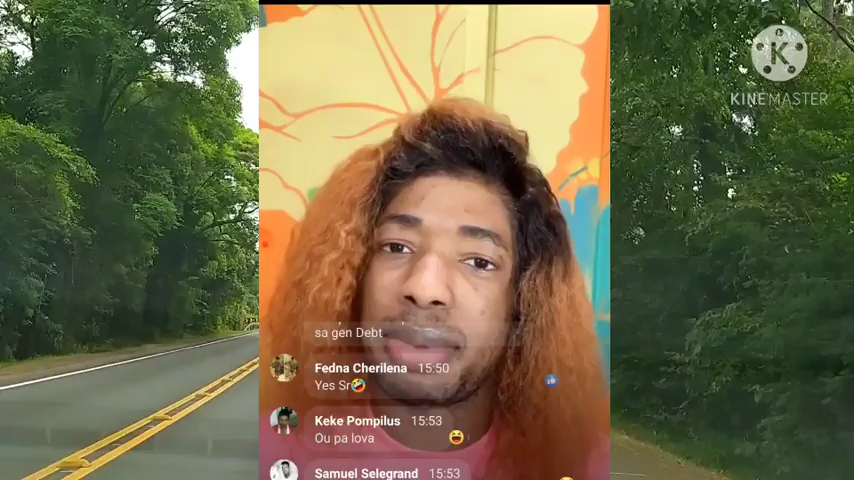 K
KINEMASTER
sa gen Debt
Fedna Cherilena 15:50
Yes Sr🤣
Keke Pompilus 15:53
Ou pa lova
Samuel Selegrand 15:53